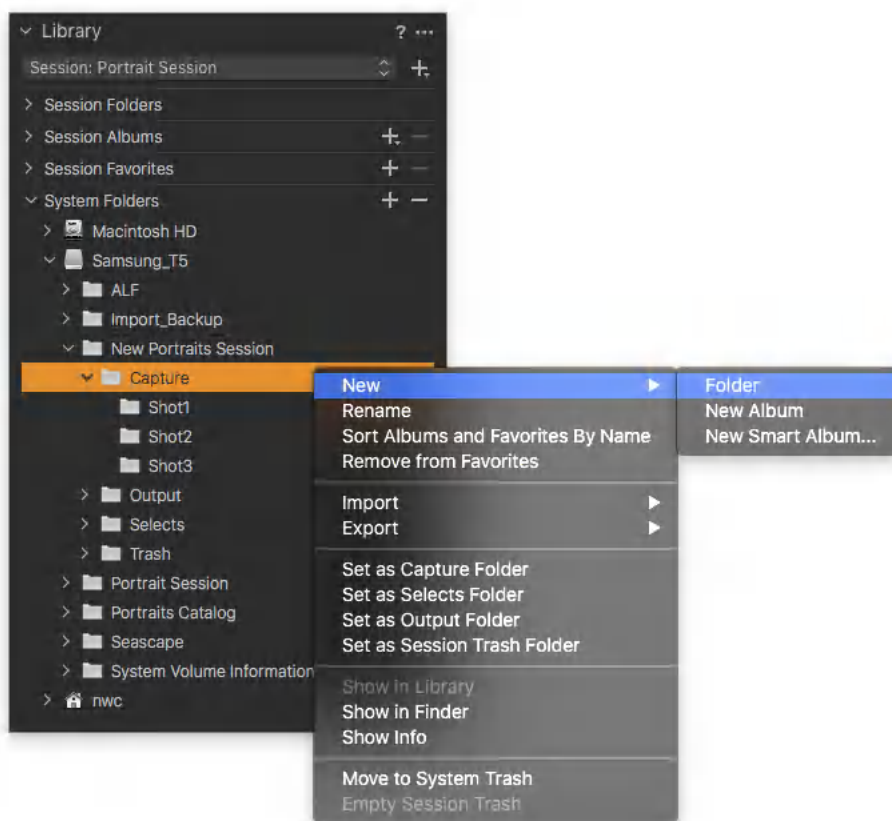 Library
? ...
Session: Portrait Session
Session Folders
Session Albums
Session Favorites
System Folders
Macintosh HD
Samsung_T5
ALF
Import_Backup
New Portraits Session
Capture
Shot1
Shot2
Shot3
Output
Selects
Trash
Portrait Session
Portraits Catalog
Seascape
System Volume Information
nwc
New
Rename
Sort Albums and Favorites By Name
Remove from Favorites
Import
Export
Set as Capture Folder
Set as Selects Folder
Set as Output Folder
Set as Session Trash Folder
Show in Library
Show in Finder
Show Info
Move to System Trash
Empty Session Trash
Folder
New Album
New Smart Album...